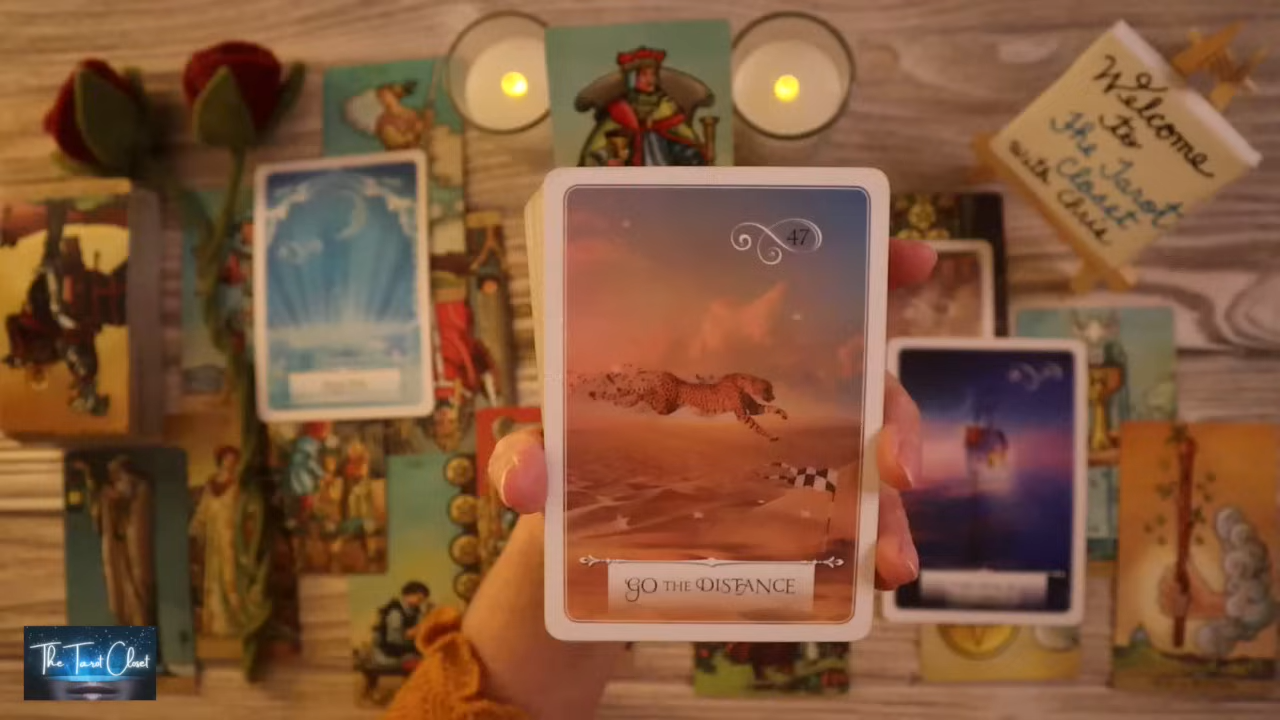 Welcome
to
The Tarot
Closet
with Chris
47
GO THE DISTANCE
The Tarot Closet